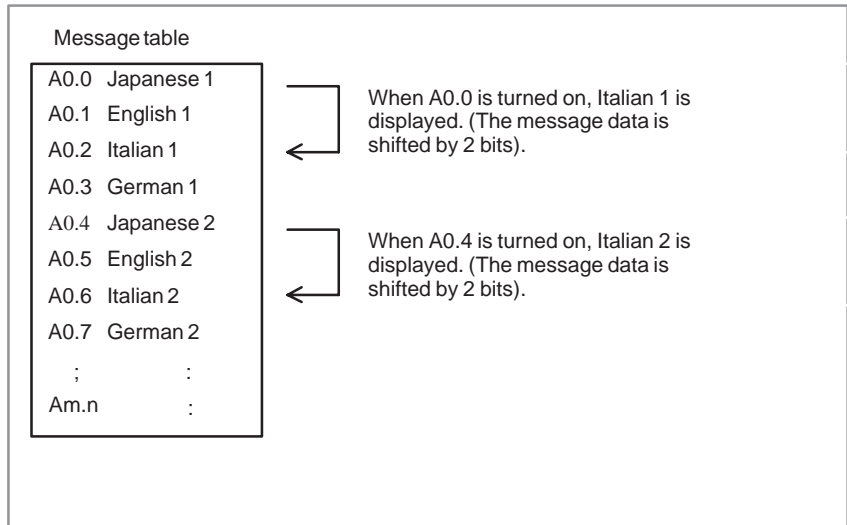 Message table
A0.0 Japanese 1
A0.1 English 1
A0.2 Italian 1
A0.3 German 1
A0.4 Japanese 2
A0.5 English 2
A0.6 Italian 2
A0.7 German 2
; :
Am.n :
When A0.0 is turned on, Italian 1 is
displayed. (The message data is
shifted by 2 bits).
When A0.4 is turned on, Italian 2 is
displayed. (The message data is
shifted by 2 bits).